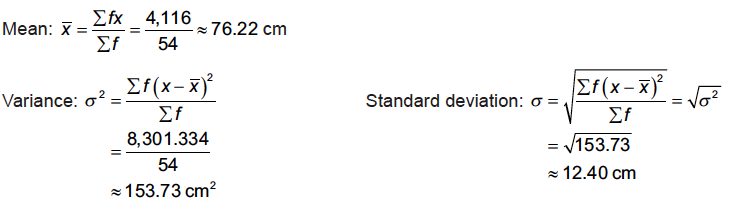 Mean: x̄ = Σfx / Σf = 4,116 / 54 ≈ 76.22 cm
Variance: σ² = Σf(x − x̄)² / Σf
= 8,301.334 / 54
≈ 153.73 cm²
Standard deviation: σ = √(Σf(x − x̄)² / Σf) = √σ²
= √153.73
≈ 12.40 cm